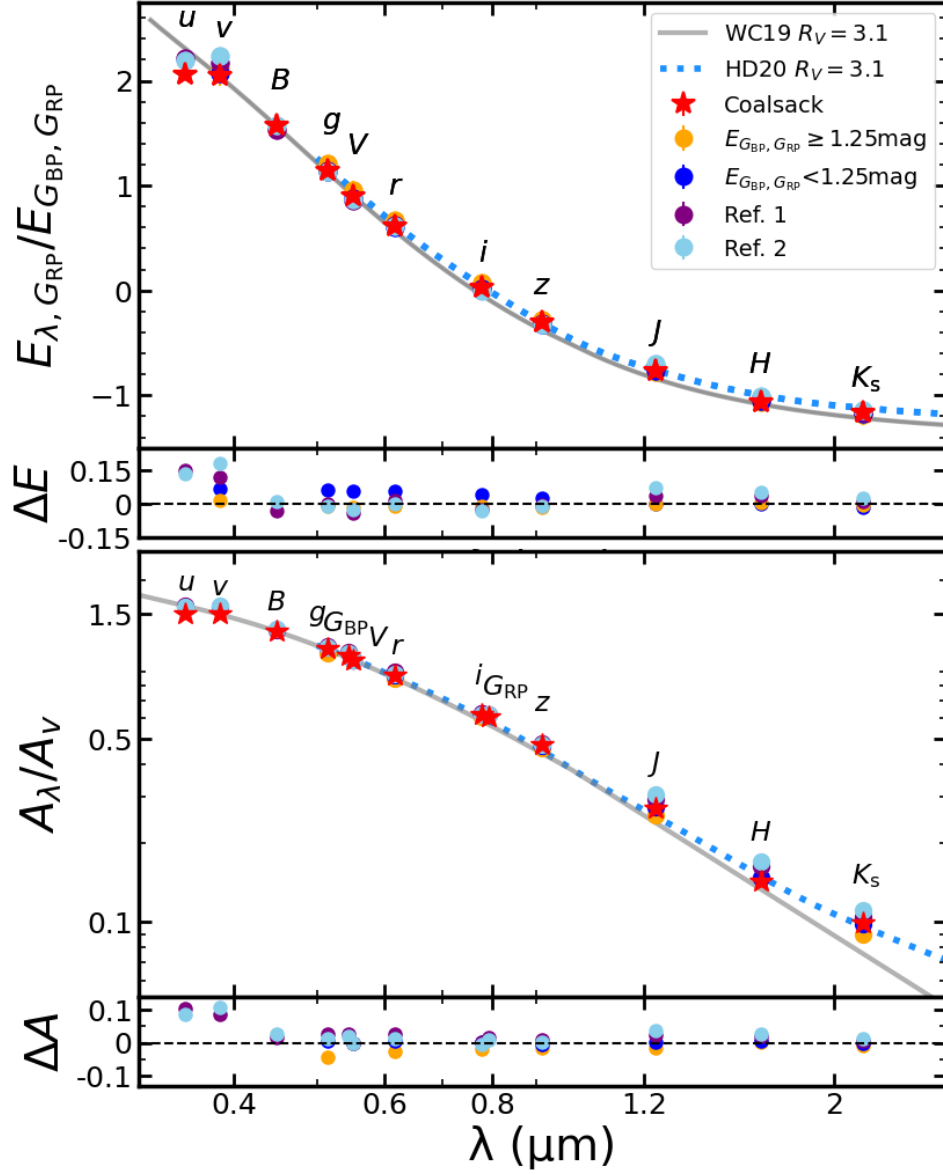 u
v
B
g
V
r
i
z
J
H
Ks
WC19 RV = 3.1
HD20 RV = 3.1
Coalsack
EGBP, GRP ≥ 1.25mag
EGBP, GRP < 1.25mag
Ref. 1
Ref. 2
Eλ, GRP/EGBP, GRP
2
1
0
−1
ΔE
0.15
0
-0.15
u
v
B
g
GBP
V
r
i
GRP
z
J
H
Ks
Aλ/AV
1.5
0.5
0.1
ΔA
0.1
0
-0.1
0.4
0.6
0.8
1.2
2
λ (μm)